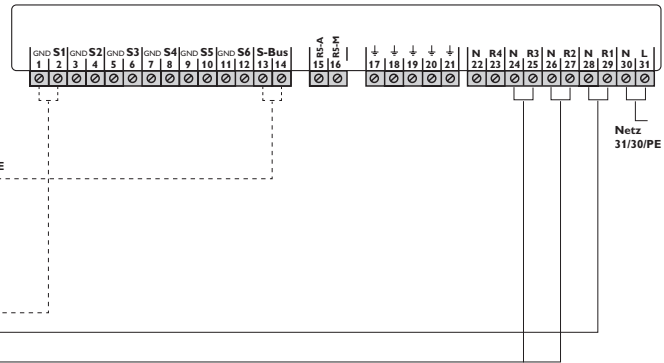 GND S1 GND S2 GND S3 GND S4 GND S5 GND S6 S-Bus R5-A R5-M N R4 N R3 N R2 N R1 N L
1 2 3 4 5 6 7 8 9 10 11 12 13 14 15 16 17 18 19 20 21 22 23 24 25 26 27 28 29 30 31
Netz
31/30/PE
E